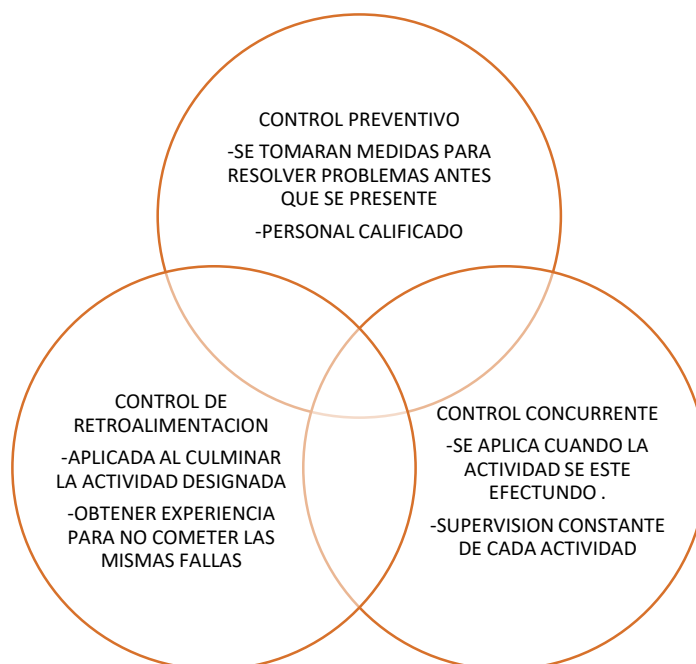 CONTROL PREVENTIVO
-SE TOMARAN MEDIDAS PARA
RESOLVER PROBLEMAS ANTES
QUE SE PRESENTE
-PERSONAL CALIFICADO
CONTROL DE
RETROALIMENTACION
-APLICADA AL CULMINAR
LA ACTIVIDAD DESIGNADA
-OBTENER EXPERIENCIA
PARA NO COMETER LAS
MISMAS FALLAS
CONTROL CONCURRENTE
-SE APLICA CUANDO LA
ACTIVIDAD SE ESTE
EFECTUNDO .
-SUPERVISION CONSTANTE
DE CADA ACTIVIDAD